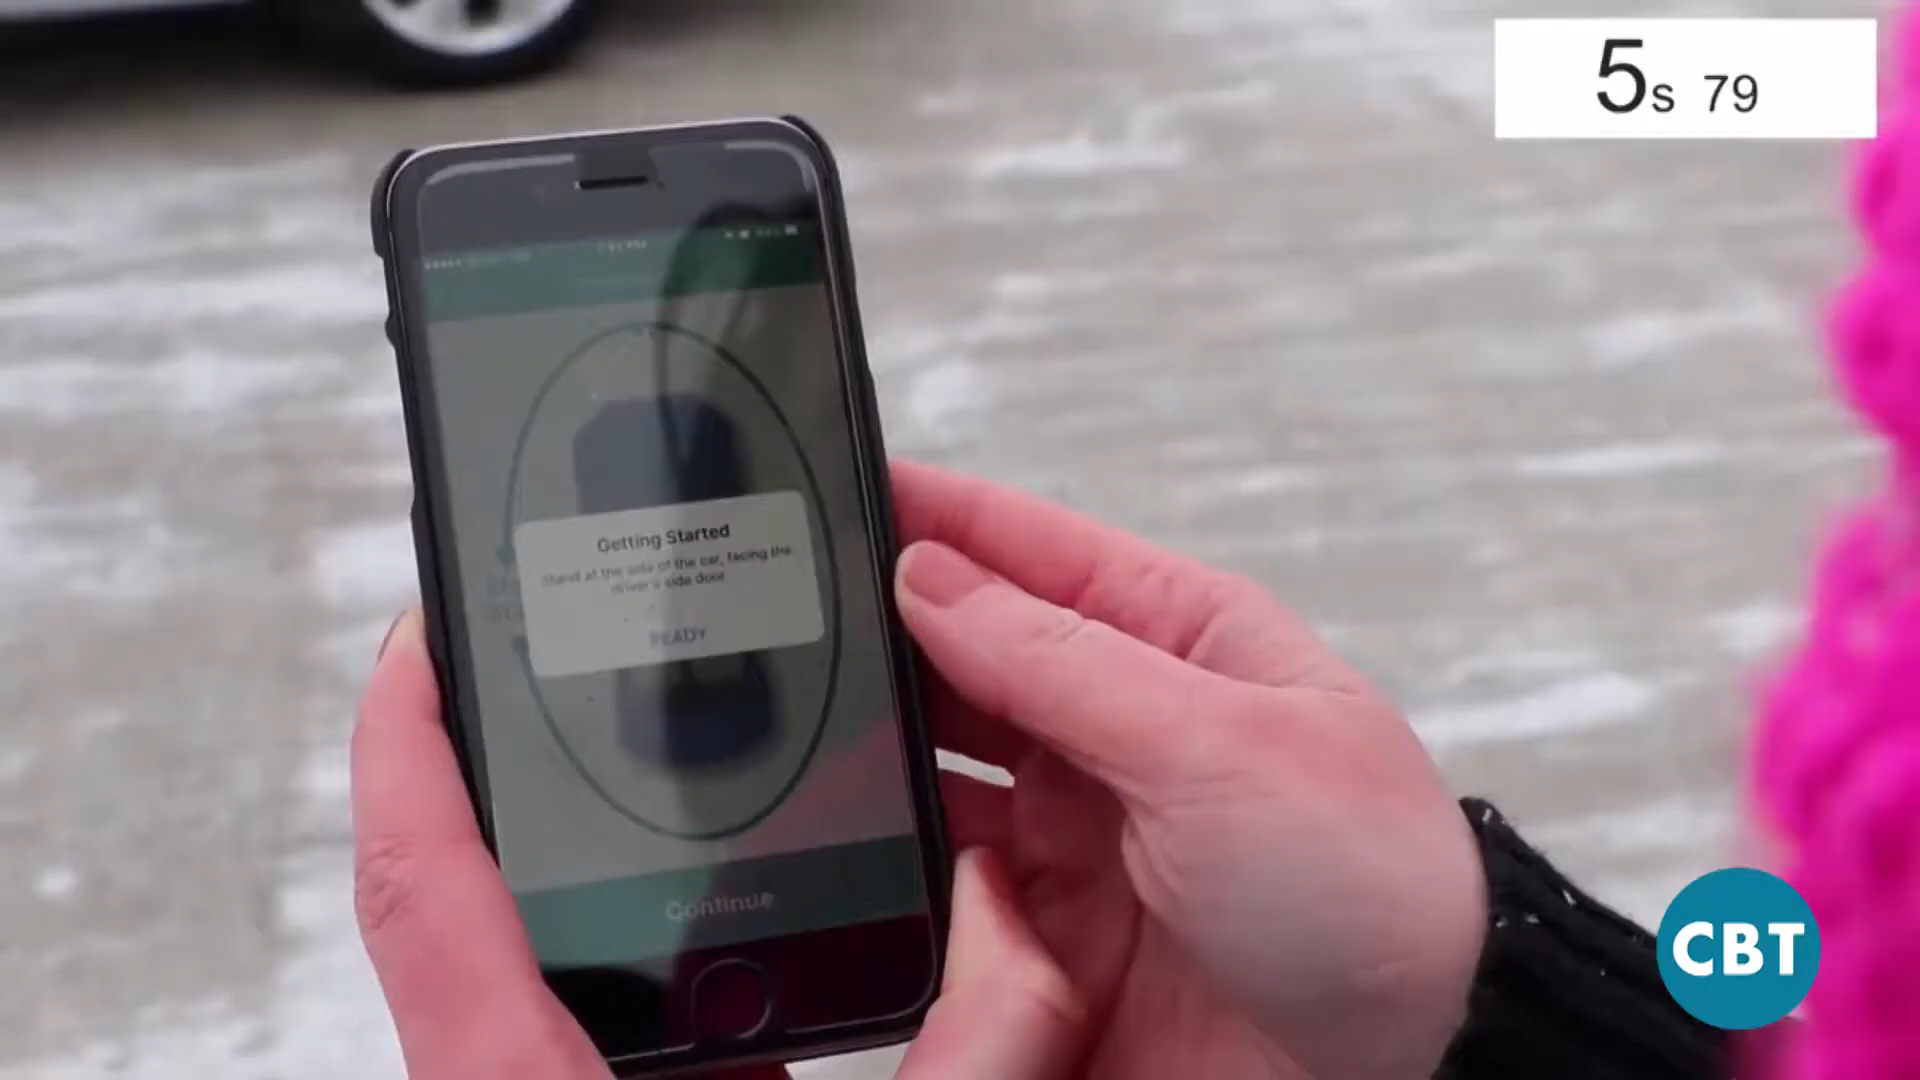 5s 79
Getting Started
Stand at the side of the car, facing the
driver's side door
READY
Continue
CBT